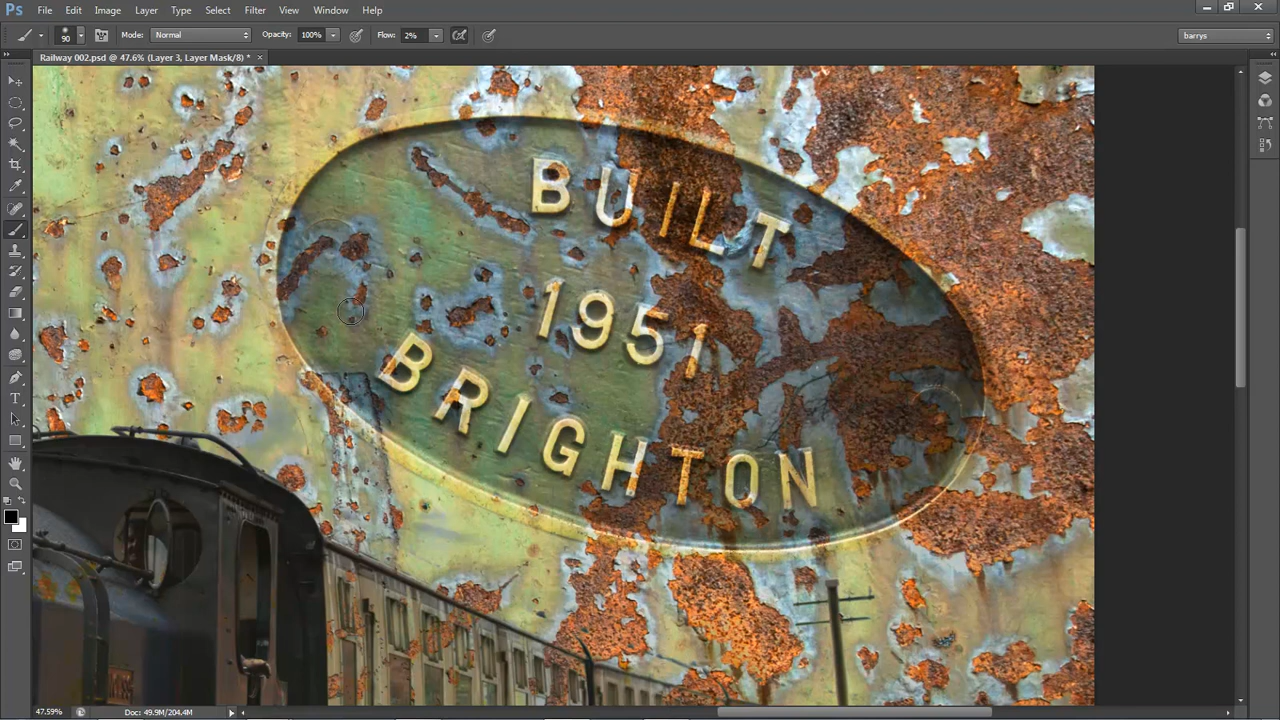 Ps File Edit Image Layer Type Select Filter View Window Help
90 Mode: Normal Opacity: 100% Flow: 2% barrys
Railway 002.psd @ 47.6% (Layer 3, Layer Mask/8) * ×
BUILT
1951
BRIGHTON
47.59% Doc: 49.9M/204.4M